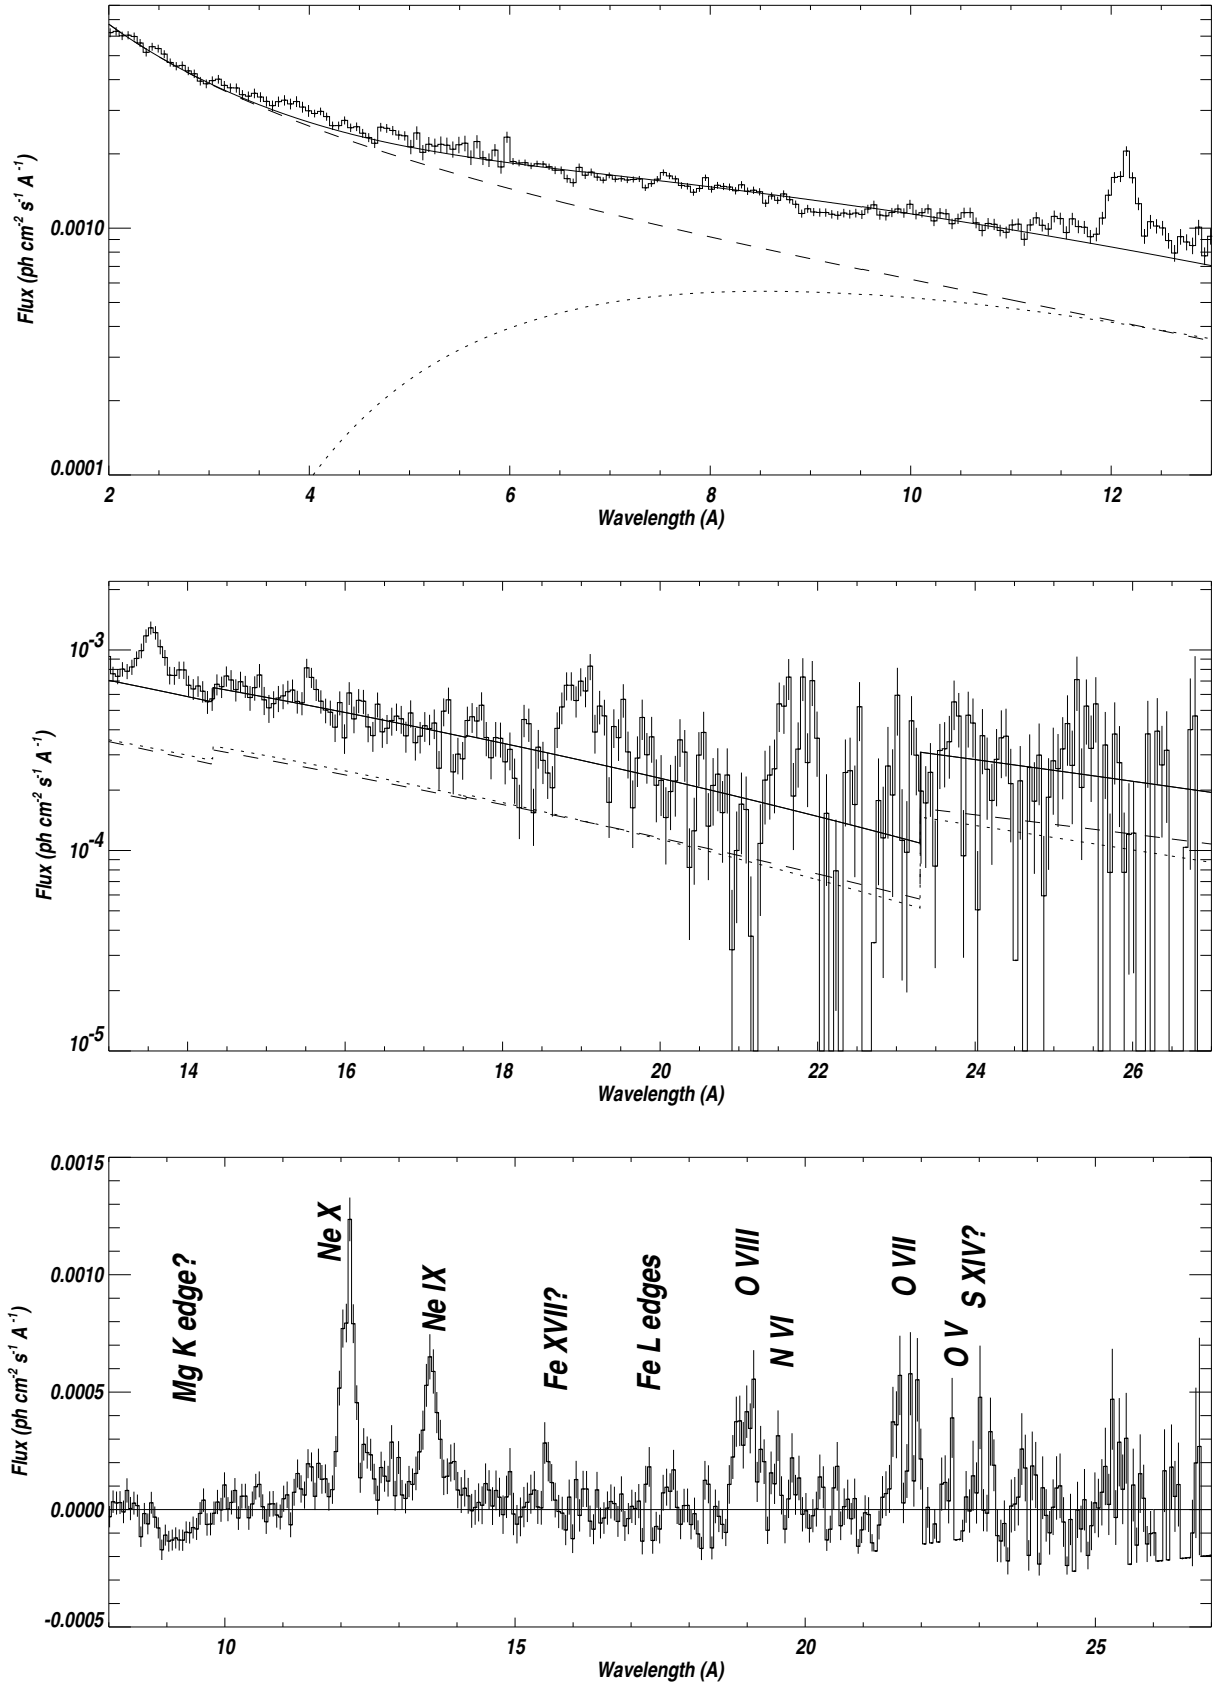 Flux (ph cm-2 s-1 A-1)
0.0010
0.0001
2 4 6 8 10 12
Wavelength (A)
Flux (ph cm-2 s-1 A-1)
10-3
10-4
10-5
14 16 18 20 22 24 26
Wavelength (A)
Flux (ph cm-2 s-1 A-1)
0.0015
0.0010
0.0005
0.0000
-0.0005
Mg K edge?
Ne X
Ne IX
Fe XVII?
Fe L edges
O VIII
N VI
O VII
O V
S XIV?
10 15 20 25
Wavelength (A)